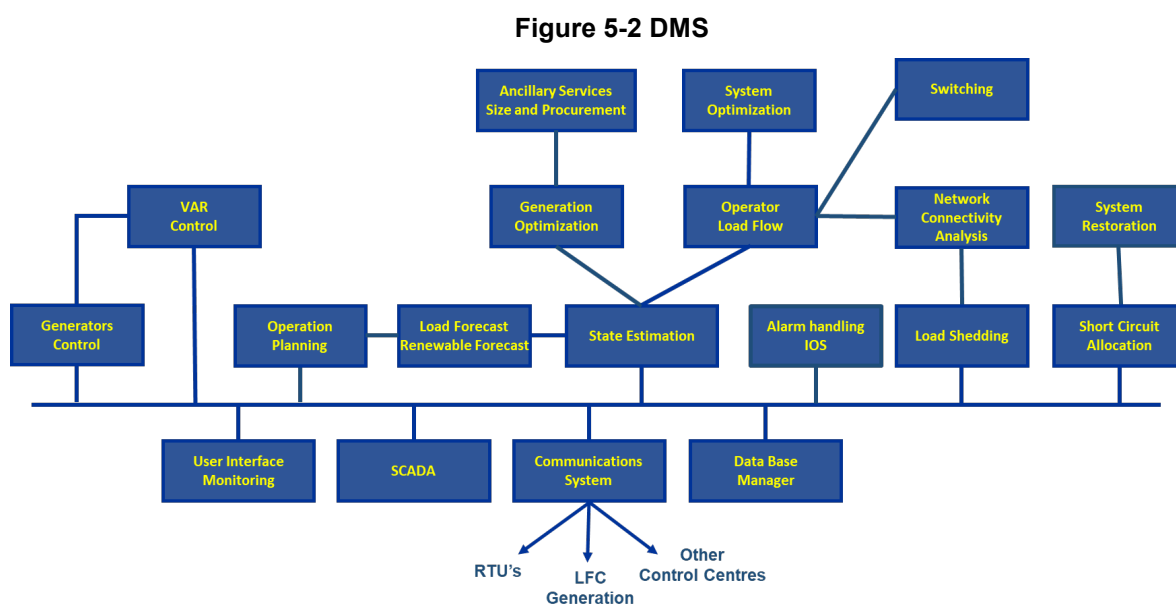 Figure 5-2 DMS
Ancillary Services
Size and Procurement
System
Optimization
Switching
VAR
Control
Generation
Optimization
Operator
Load Flow
Network
Connectivity
Analysis
System
Restoration
Generators
Control
Operation
Planning
Load Forecast
Renewable Forecast
State Estimation
Alarm handling
IOS
Load Shedding
Short Circuit
Allocation
User Interface
Monitoring
SCADA
Communications
System
Data Base
Manager
RTU's
LFC
Generation
Other
Control Centres